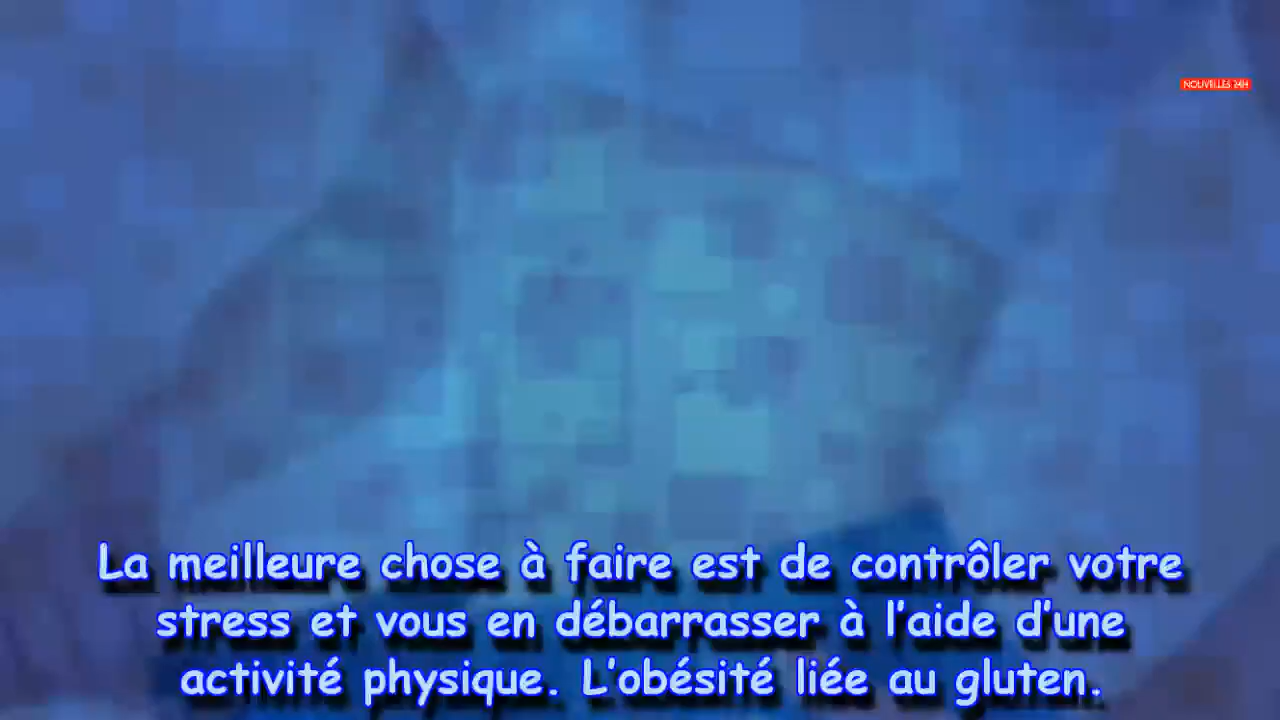 NOUVELLES 24H
La meilleure chose à faire est de contrôler votre
stress et vous en débarrasser à l'aide d'une
activité physique. L'obésité liée au gluten.